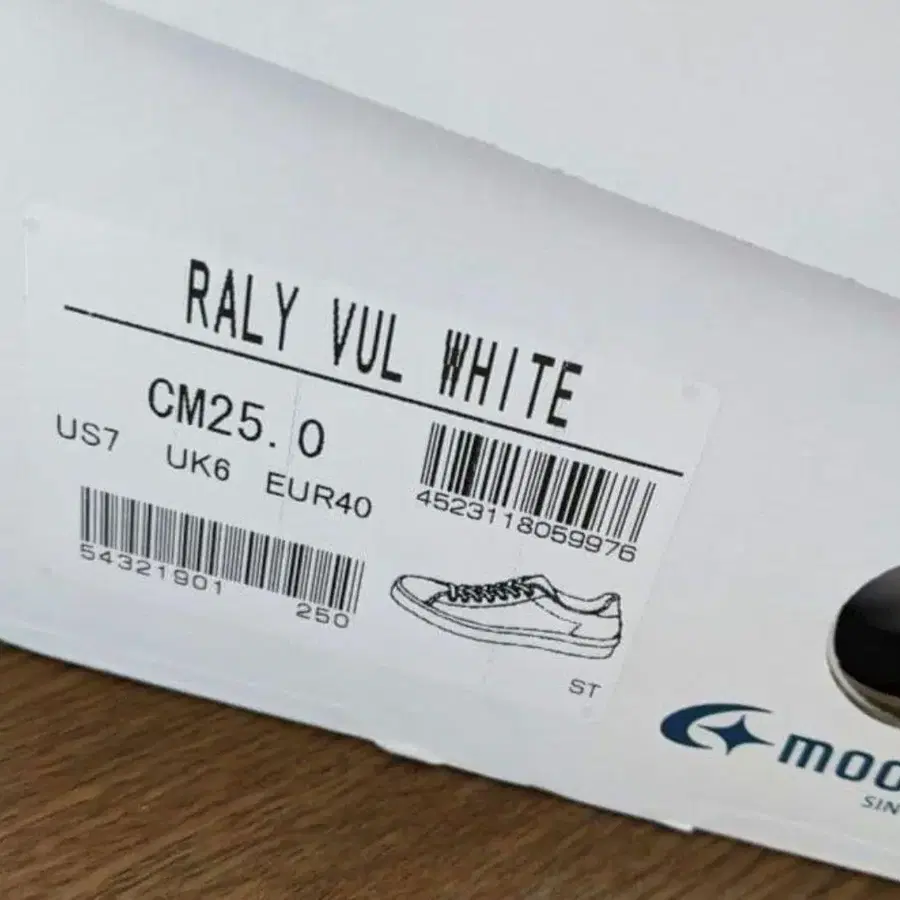 RALY VUL WHITE
CM25.0
US7 UK6 EUR40
4523118059976
54321901 250
ST
moo
SIN